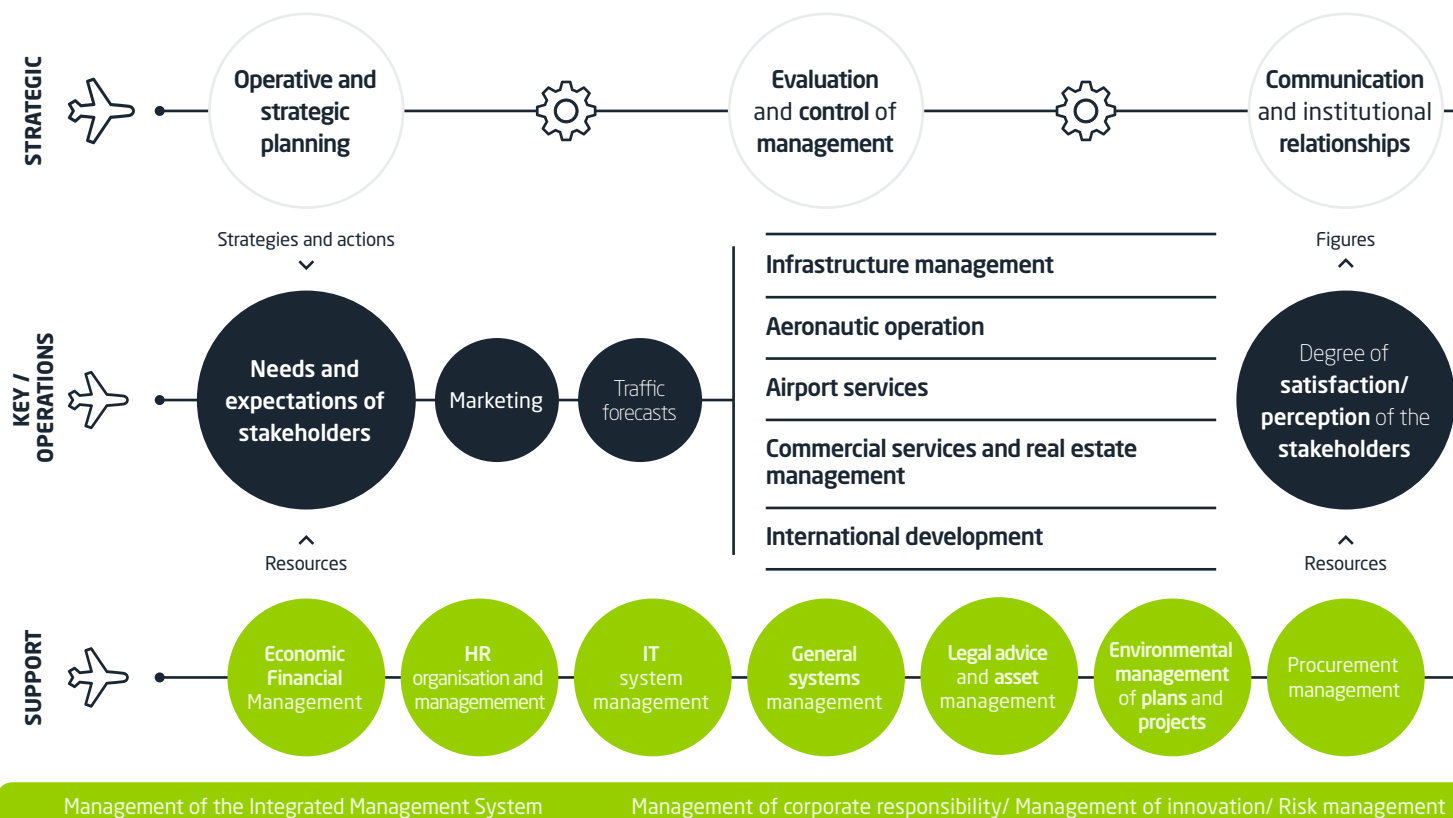 STRATEGIC
Operative and
strategic
planning
Evaluation
and control of
management
Communication
and institutional
relationships
Strategies and actions
Figures
KEY /
OPERATIONS
Needs and
expectations of
stakeholders
Marketing
Traffic
forecasts
Infrastructure management
Aeronautic operation
Airport services
Commercial services and real estate
management
International development
Degree of
satisfaction/
perception of the
stakeholders
Resources
Resources
SUPPORT
Economic
Financial
Management
HR
organisation and
managemement
IT
system
management
General
systems
management
Legal advice
and asset
management
Environmental
management
of plans and
projects
Procurement
management
Management of the Integrated Management System
Management of corporate responsibility/ Management of innovation/ Risk management